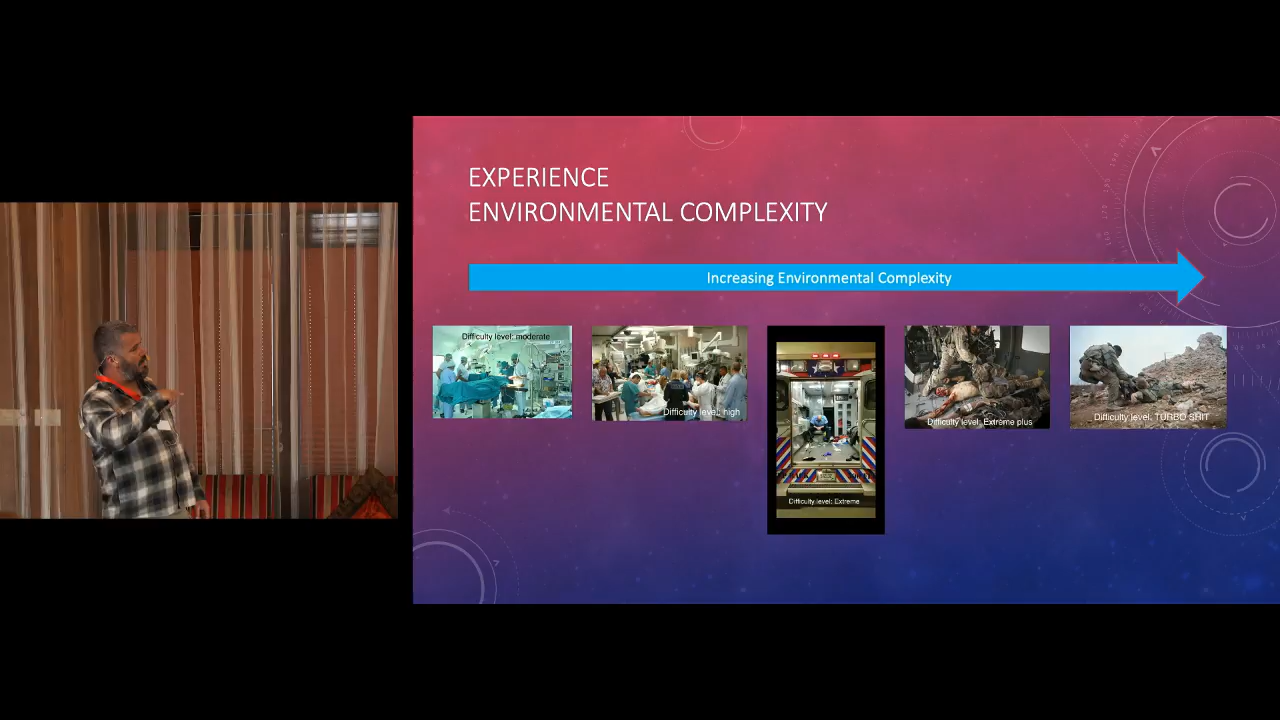 EXPERIENCE
ENVIRONMENTAL COMPLEXITY
Increasing Environmental Complexity
Difficulty level: moderate
Difficulty level: high
Difficulty level: Extreme
Difficulty level: Extreme plus
Difficulty level: TURBO SHIT